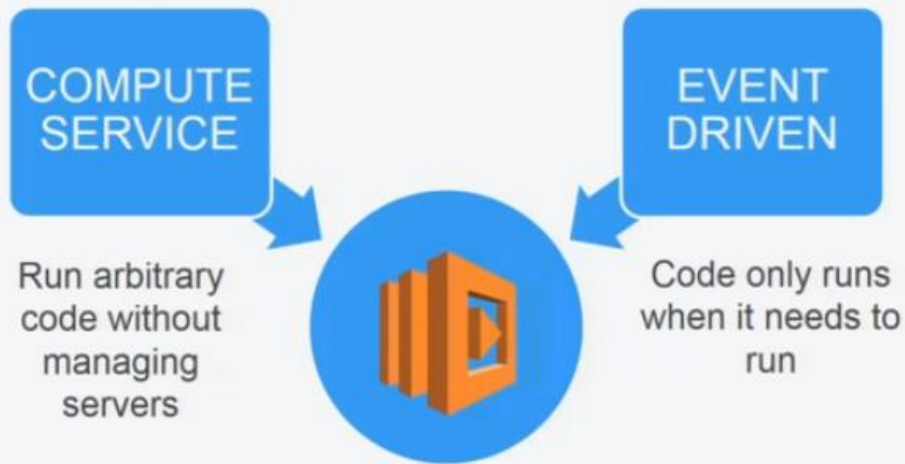 COMPUTE
SERVICE
EVENT
DRIVEN
Run arbitrary
code without
managing
servers
Code only runs
when it needs to
run